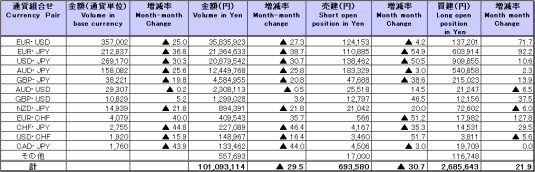 通貨組合せ 金額(通貨単位) 増減率 金額(円) 増減率 売建(円) 増減率 買建(円) 増減率
Currency Pair Volume in base currency Month-month change Volume in Yen Month-month change Short open position in Yen Month month change Long open position in Yen Month month change
EUR・USD 357,002 ▲ 25.0 35,835,923 ▲ 27.3 124,153 ▲ 4.2 137,201 71.7
EUR・JPY 212,837 ▲ 36.8 21,364,633 ▲ 38.7 110,885 ▲ 54.9 603,914 92.2
USD・JPY 269,170 ▲ 30.3 20,879,542 ▲ 30.7 138,462 ▲ 50.5 909,855 10.6
AUD・JPY 158,082 ▲ 25.6 12,449,768 ▲ 25.8 183,329 ▲ 3.0 540,858 2.3
GBP・JPY 38,221 ▲ 19.8 4,584,955 ▲ 20.8 47,688 ▲ 38.6 215,023 13.9
AUD・USD 29,307 ▲ 0.2 2,308,113 ▲ 0.5 25,518 14.5 21,247 ▲ 6.5
GBP・USD 10,829 5.2 1,299,028 3.9 12,797 46.5 12,156 37.5
NZD・JPY 14,939 ▲ 21.8 894,391 ▲ 21.8 21,042 20.0 72,602 ▲ 6.0
EUR・CHF 4,079 40.0 409,543 35.7 566 ▲ 51.2 17,982 127.8
CHF・JPY 2,755 ▲ 44.8 227,089 ▲ 46.4 4,167 ▲ 35.3 14,531 29.5
USD・CHF 1,920 ▲ 15.9 148,967 ▲ 16.4 3,460 51.7 3,811 ▲ 5.6
CAD・JPY 1,760 ▲ 43.9 133,462 ▲ 44.0 4,506 ▲ 3.0 19,709 0.0
その他 557,693 17,000 116,748
計 101,093,114 ▲ 29.5 693,580 ▲ 30.7 2,685,643 21.9